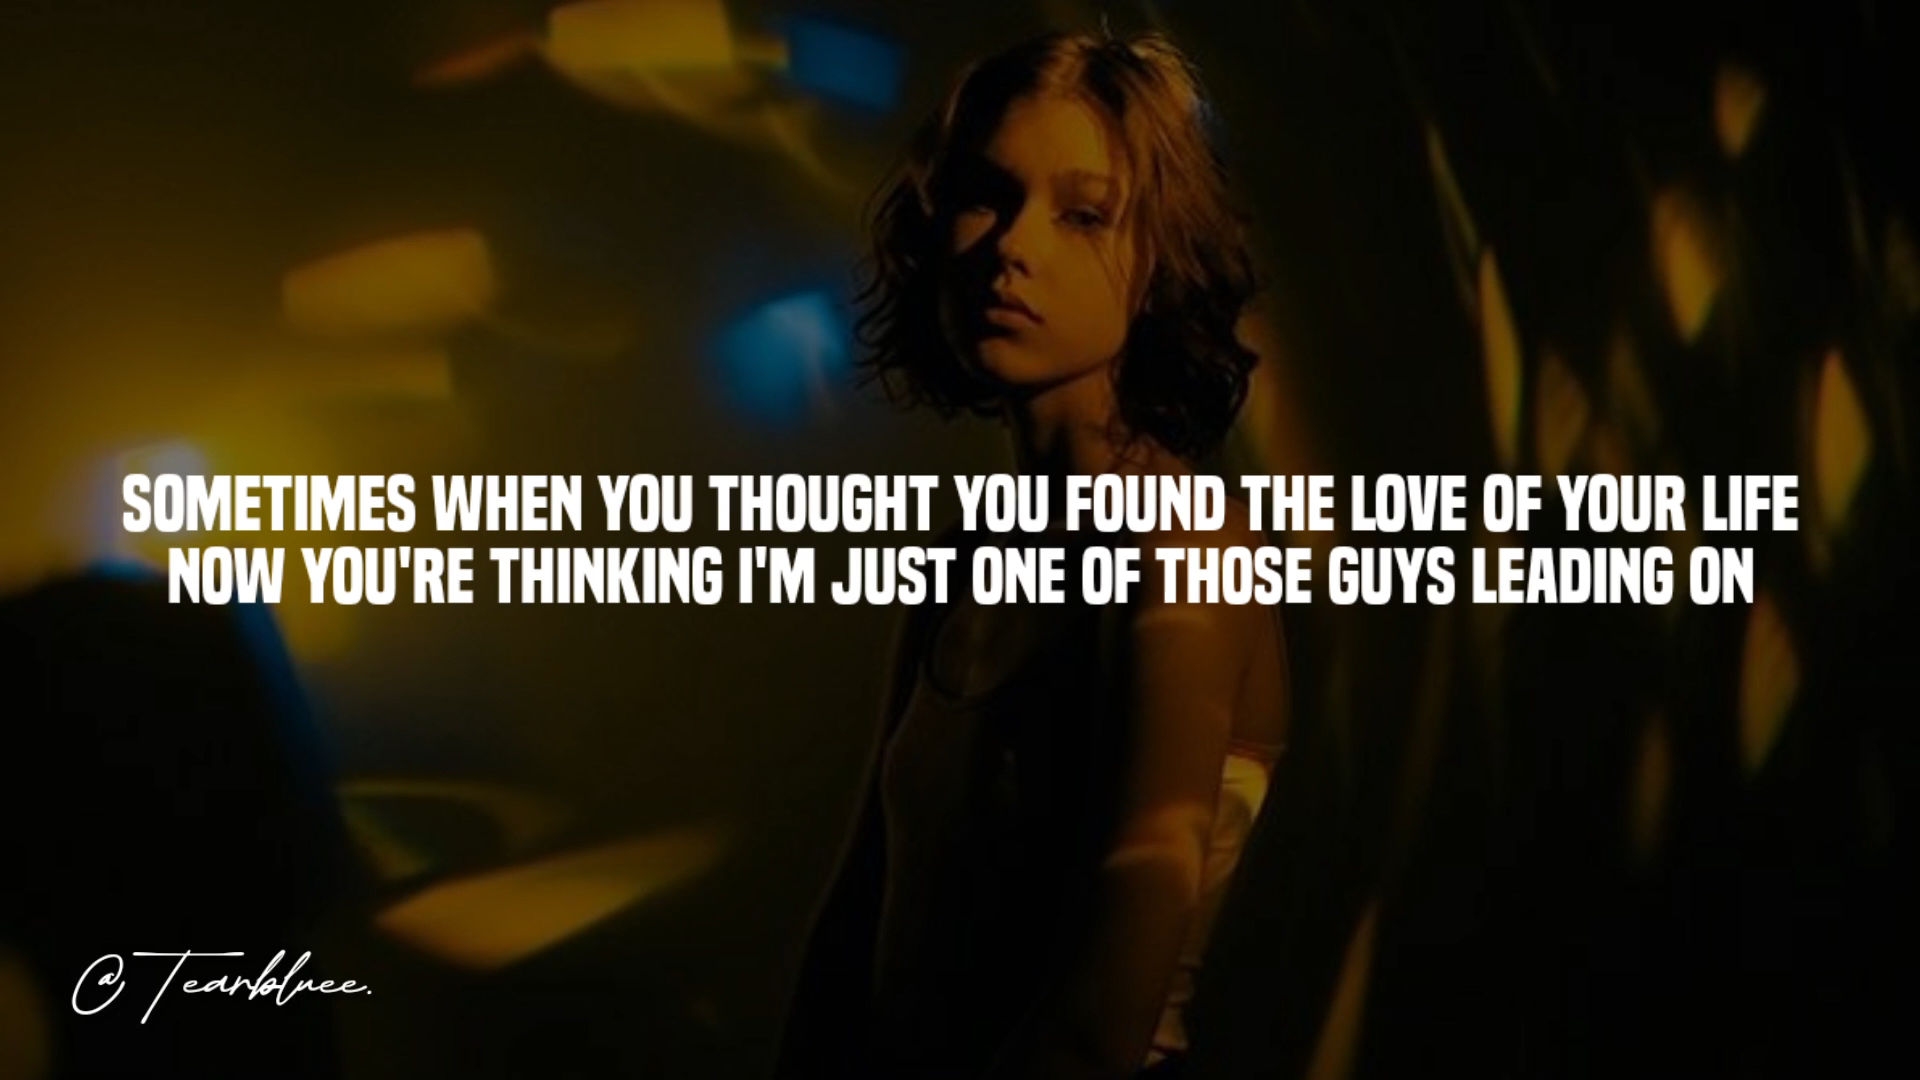 SOMETIMES WHEN YOU THOUGHT YOU FOUND THE LOVE OF YOUR LIFE
NOW YOU'RE THINKING I'M JUST ONE OF THOSE GUYS LEADING ON
@Tearbluee.